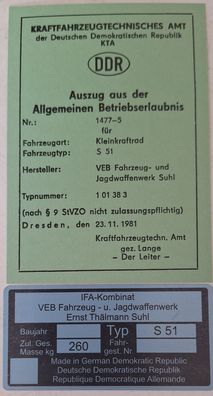 KRAFTFAHRZEUGTECHNISCHES AMT
der Deutschen Demokratischen Republik
KTA
DDR
Auszug aus der
Allgemeinen Betriebserlaubnis
Nr.: 1477-5
für
Fahrzeugart: Kleinkraftrad
Fahrzeugtyp: S 51
Hersteller: VEB Fahrzeug- und
Jagdwaffenwerk Suhl
Typnummer: 1 01 38 3
(nach § 9 StVZO nicht zulassungspflichtig)
Dresden, den 23.11.1981
Kraftfahrzeugtechn. Amt
gez. Lange
- Der Leiter -
IFA-Kombinat
VEB Fahrzeug - u. Jagdwaffenwerk
Ernst Thälmann Suhl
Baujahr Typ S 51
Zul. Ges. Masse kg 260 Fahr-gest. Nr.
Made in German Democratic Republic
Deutsche Demokratische Republik
Republique Democratique Allemande